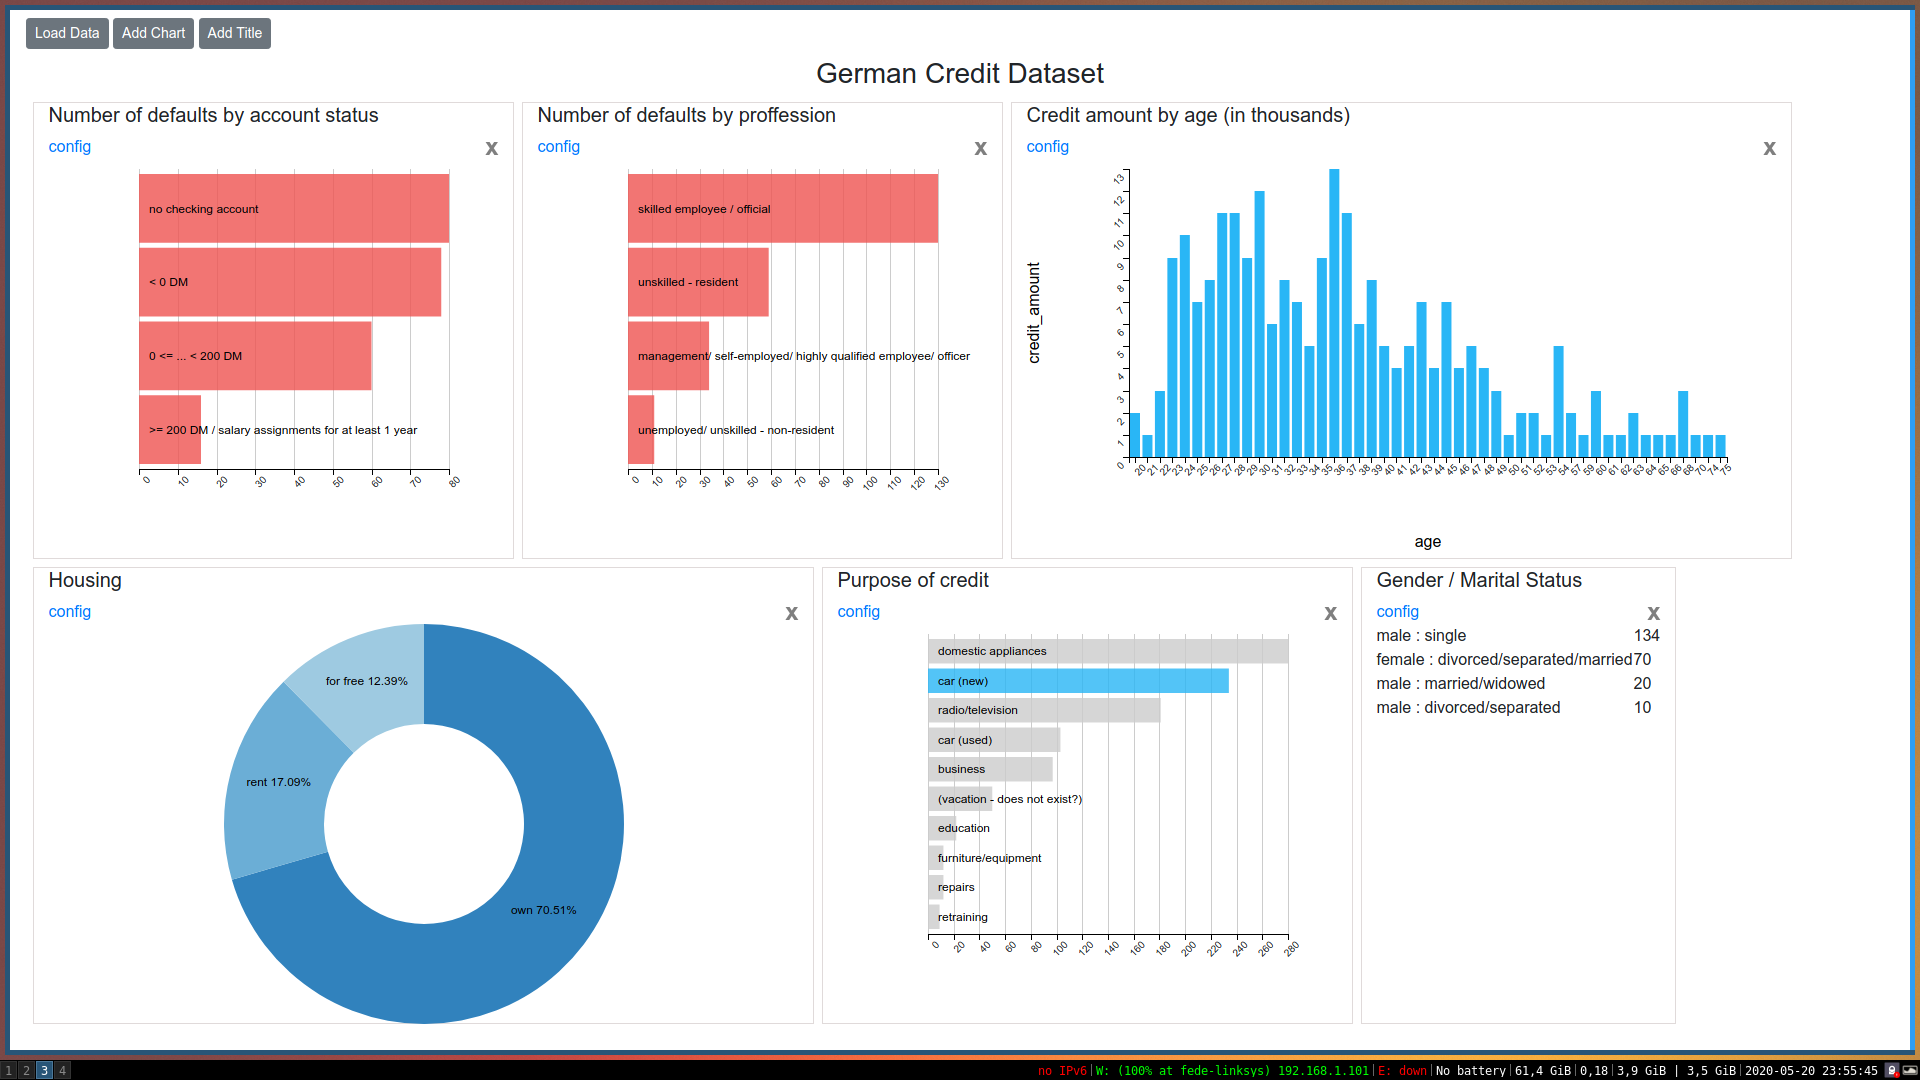 Load Data Add Chart Add Title
German Credit Dataset
Number of defaults by account status
config x
no checking account
< 0 DM
0 <= ... < 200 DM
>= 200 DM / salary assignments for at least 1 year
0 10 20 30 40 50 60 70 80
Number of defaults by proffession
config x
skilled employee / official
unskilled - resident
management/ self-employed/ highly qualified employee/ officer
unemployed/ unskilled - non-resident
0 10 20 30 40 50 60 70 80 90 100 110 120 130
Credit amount by age (in thousands)
config x
credit_amount
13
12
11
10
9
8
7
6
5
4
3
2
1
0
20 21 22 23 24 25 26 27 28 29 30 31 32 33 34 35 36 37 38 39 40 41 42 43 44 45 46 47 48 49 50 51 52 53 54 57 59 60 61 62 63 64 65 66 68 70 74 75
age
Housing
config x
for free 12.39%
rent 17.09%
own 70.51%
Purpose of credit
config x
domestic appliances
car (new)
radio/television
car (used)
business
(vacation - does not exist?)
education
furniture/equipment
repairs
retraining
0 20 40 60 80 100 120 140 160 180 200 220 240 260 280
Gender / Marital Status
config x
male : single 134
female : divorced/separated/married 70
male : married/widowed 20
male : divorced/separated 10
1 2 3 4 no IPv6|W: (100% at fede-linksys) 192.168.1.101|E: down|No battery|61,4 GiB|0,18|3,9 GiB | 3,5 GiB|2020-05-20 23:55:45